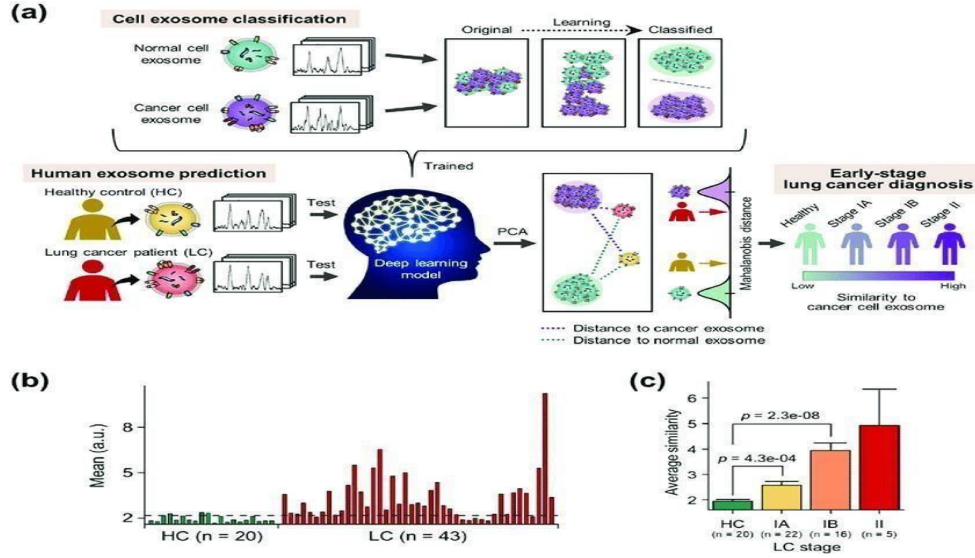 (a)
Cell exosome classification
Normal cell
exosome
Cancer cell
exosome
Original
Learning
Classified
Trained
Human exosome prediction
Healthy control (HC)
Test
Lung cancer patient (LC)
Test
Deep learning
model
PCA
Mahalanobis distance
Distance to cancer exosome
Distance to normal exosome
Early-stage
lung cancer diagnosis
Healthy
Stage IA
Stage IB
Stage II
Low
High
Similarity to
cancer cell exosome
(b)
Mean (a.u.)
8
5
2
HC (n = 20)
LC (n = 43)
(c)
Average similarity
6
5
4
3
2
p = 2.3e-08
p = 4.3e-04
HC IA IB II
(n = 20) (n = 22) (n = 16) (n = 5)
LC stage